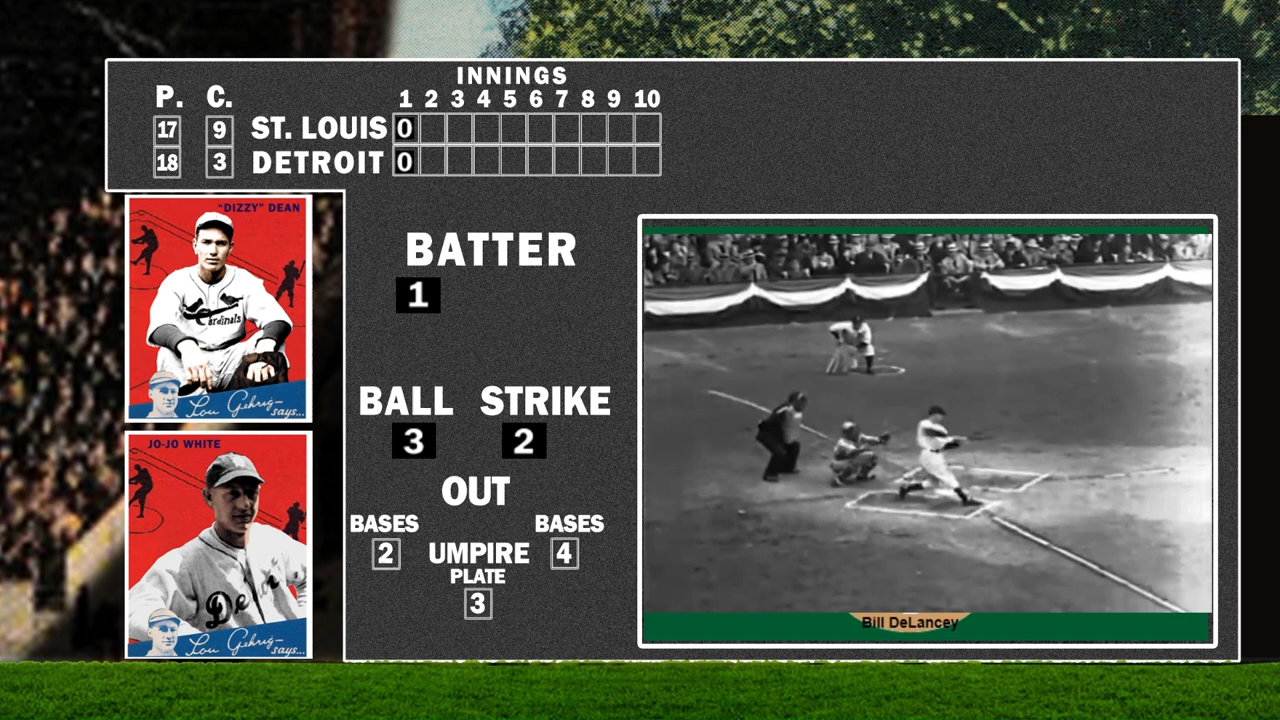 INNINGS
P. C. 1 2 3 4 5 6 7 8 9 10
17 9 ST. LOUIS 0
18 3 DETROIT 0
"DIZZY" DEAN
Cardinals
Lou Gehrig—
says...
JO-JO WHITE
De
Lou Gehrig—
says...
BATTER
1
BALL STRIKE
3 2
OUT
BASES BASES
2 UMPIRE 4
PLATE
3
Bill DeLancey